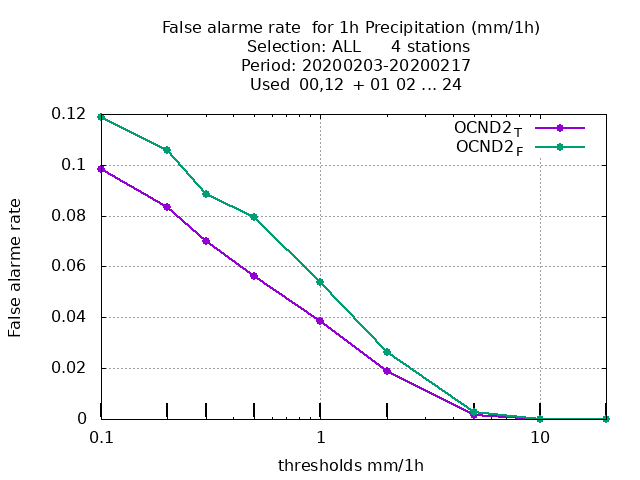 False alarme rate  for 1h Precipitation (mm/1h)
Selection: ALL      4 stations
Period: 20200203-20200217
Used  00,12  + 01 02 ... 24
OCND2T
OCND2F
0.12
0.1
0.08
0.06
0.04
0.02
0
False alarme rate
0.1
1
10
thresholds mm/1h